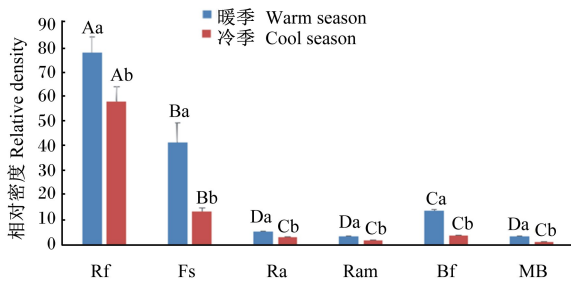 暖季 Warm season
冷季 Cool season
相对密度 Relative density
90
80
70
60
50
40
30
20
10
0
Aa
Ab
Ba
Bb
Da
Cb
Da
Cb
Ca
Cb
Da
Cb
Rf
Fs
Ra
Ram
Bf
MB